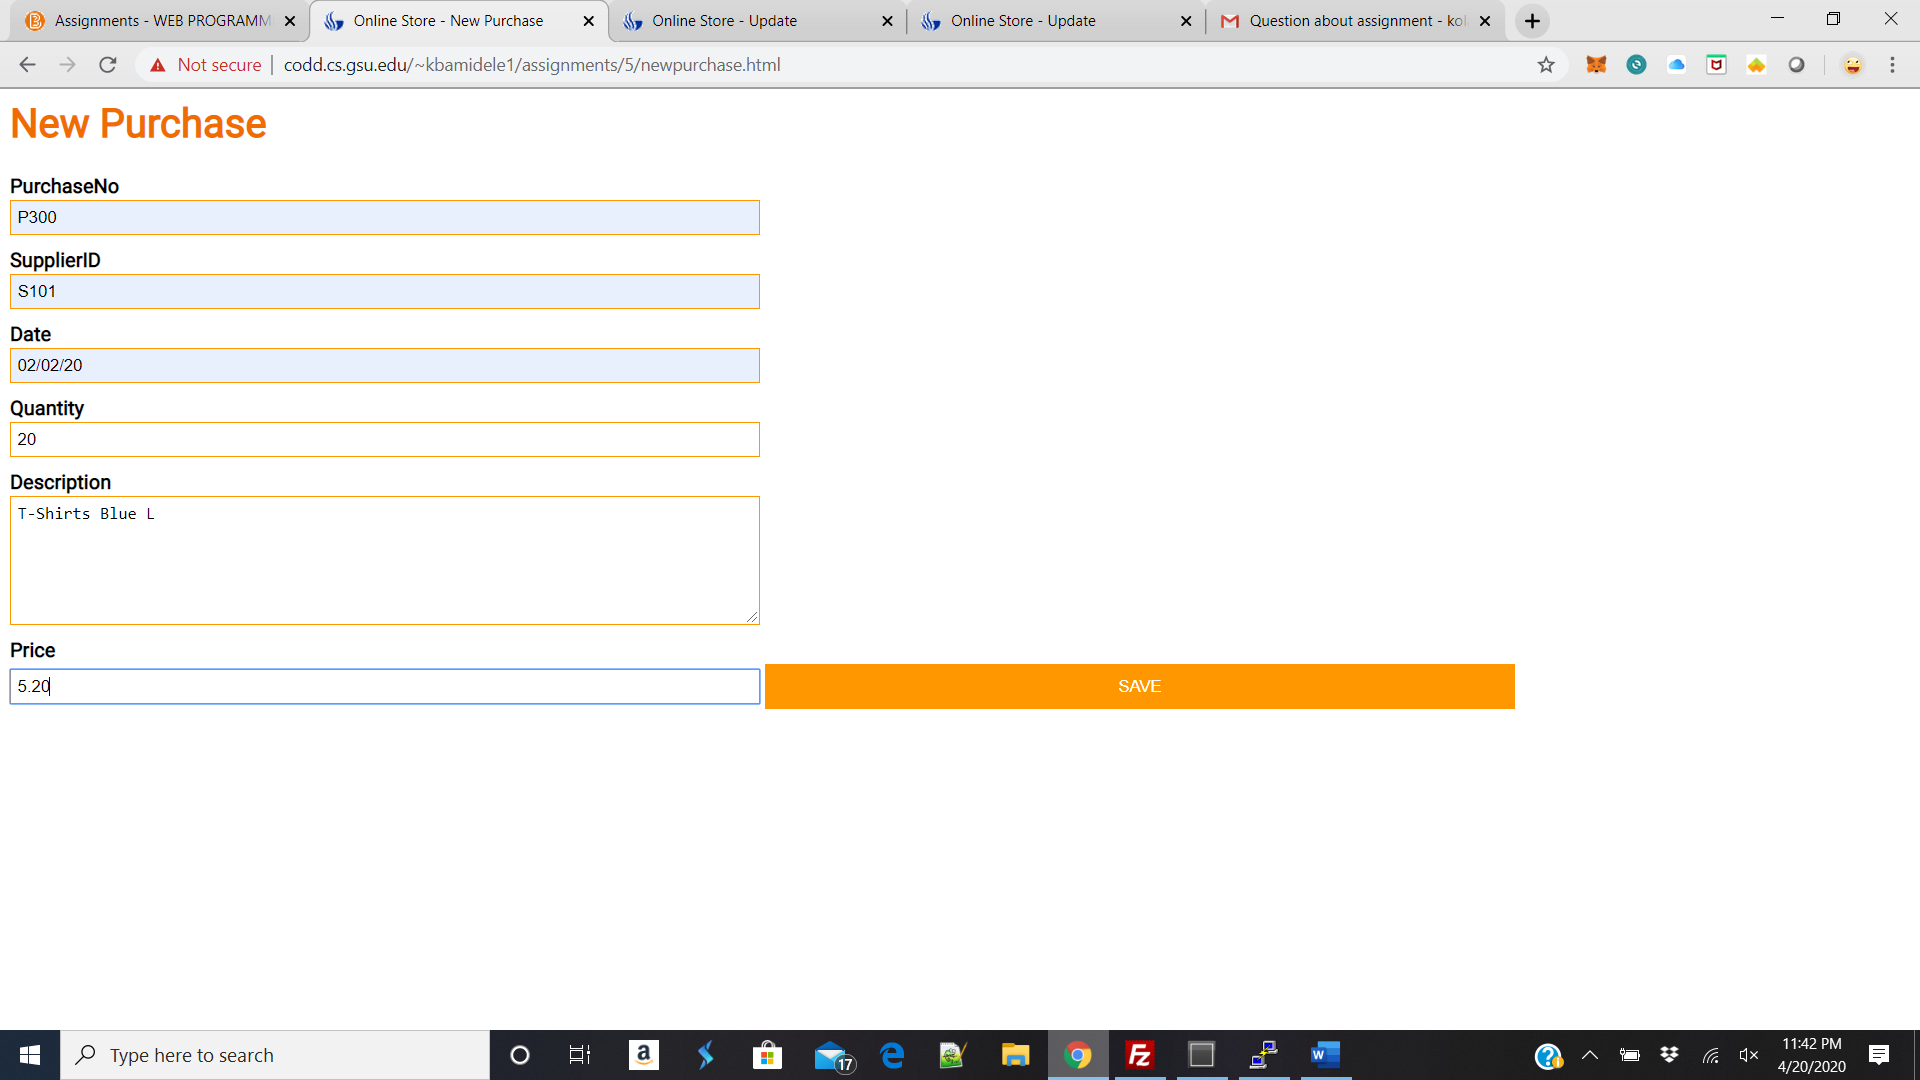 Assignments - WEB PROGRAMM
Online Store - New Purchase
Online Store - Update
Online Store - Update
Question about assignment - kol
Not secure | codd.cs.gsu.edu/~kbamidele1/assignments/5/newpurchase.html
New Purchase
PurchaseNo
P300
SupplierID
S101
Date
02/02/20
Quantity
20
Description
T-Shirts Blue L
Price
5.20
SAVE
Type here to search
17
11:42 PM
4/20/2020